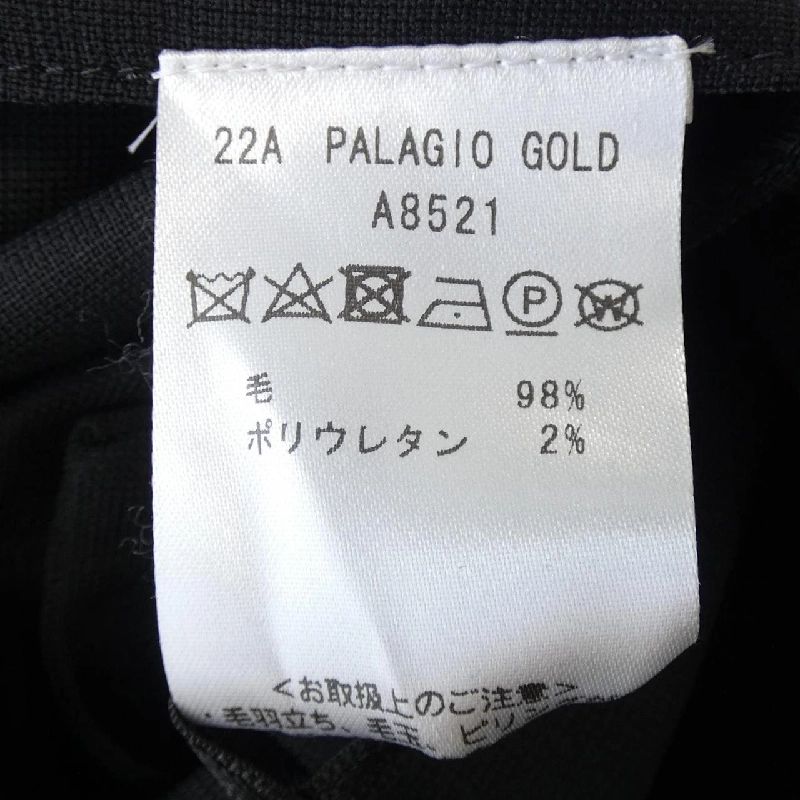 22A PALAGIO GOLD
A8521
P W
毛 98%
ポリウレタン 2%
<お取扱上のご注意>
・毛羽立ち、毛玉、ピリ